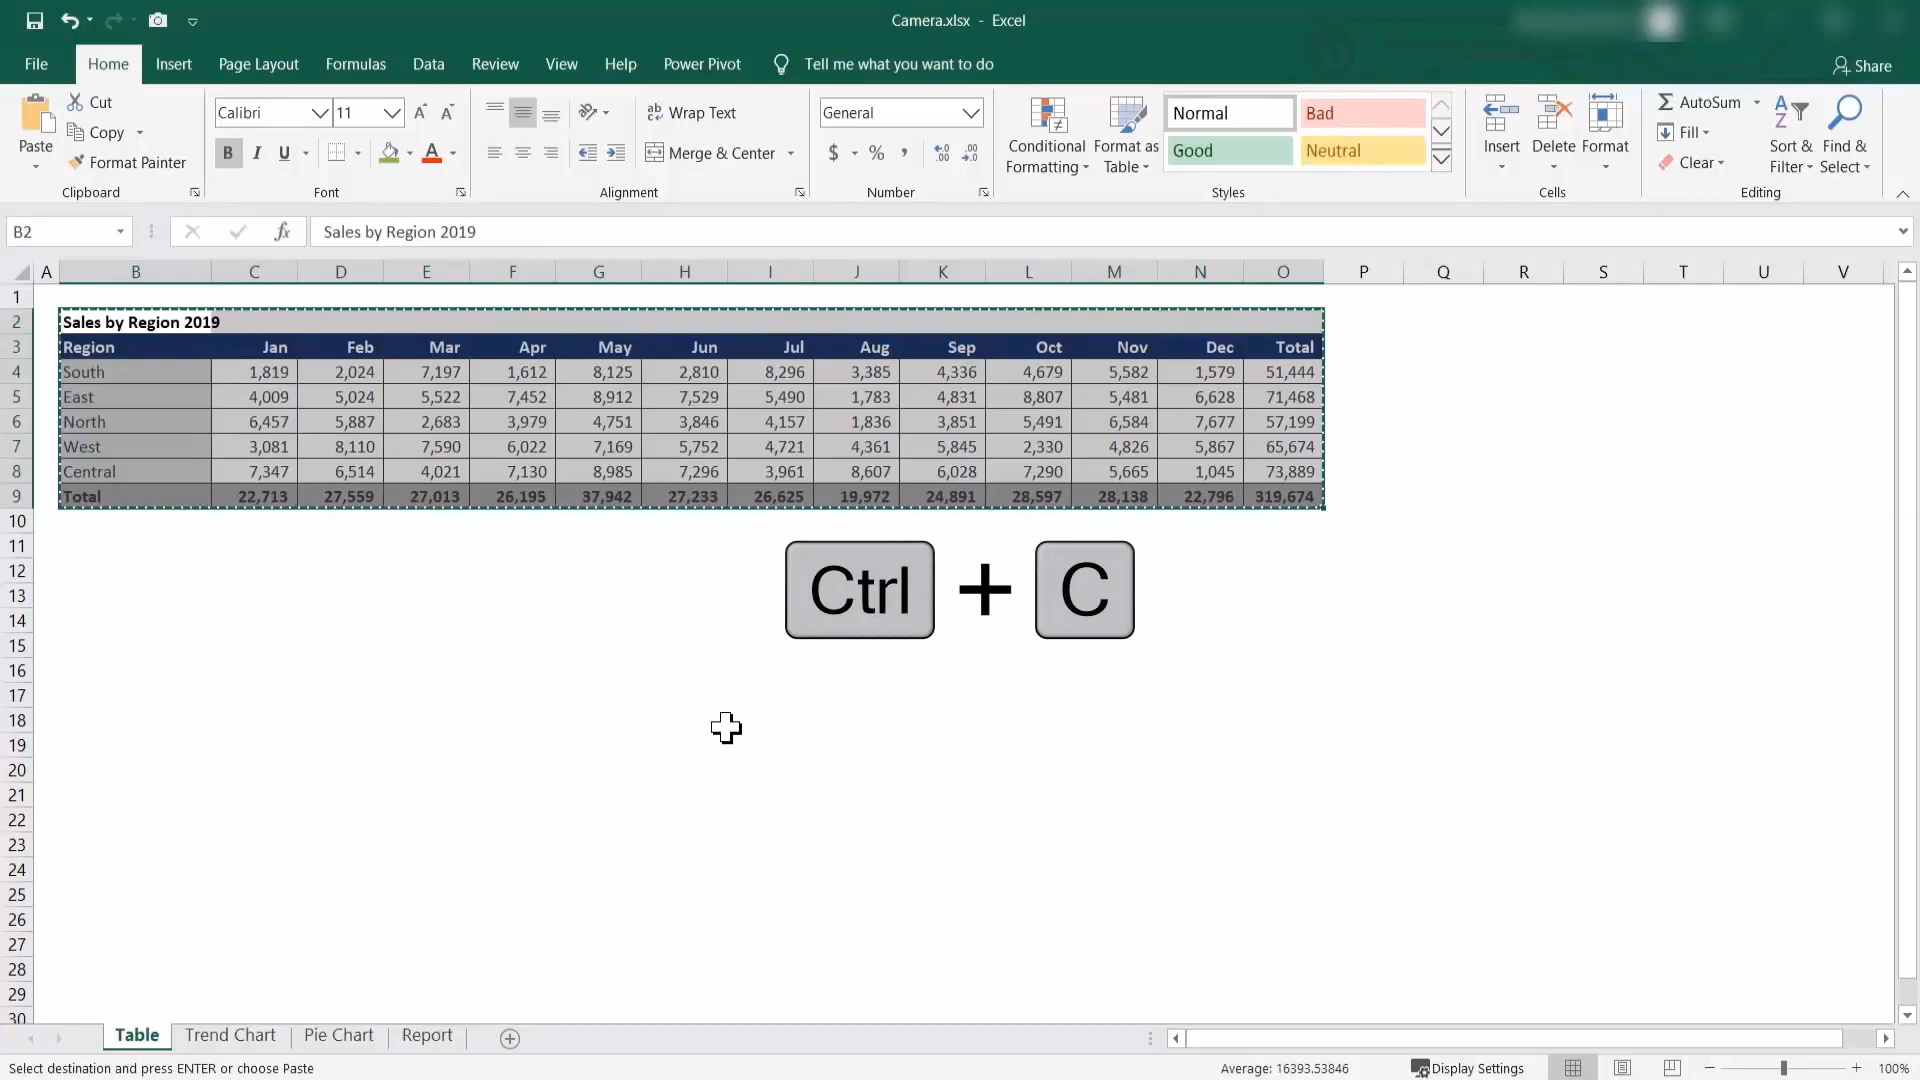 Camera.xlsx - Excel
File Home Insert Page Layout Formulas Data Review View Help Power Pivot Tell me what you want to do Share
Paste Cut Copy Format Painter Clipboard
Calibri 11 A A B I U A Font
ab Wrap Text Merge & Center Alignment
General $ % , .00 .00 Number
Conditional Formatting Format as Table Normal Bad Good Neutral Styles
Insert Delete Format Cells
AutoSum Fill Clear Sort & Filter Find & Select Editing
B2 fx Sales by Region 2019
A B C D E F G H I J K L M N O P Q R S T U V
1
2 Sales by Region 2019
3 Region Jan Feb Mar Apr May Jun Jul Aug Sep Oct Nov Dec Total
4 South 1,819 2,024 7,197 1,612 8,125 2,810 8,296 3,385 4,336 4,679 5,582 1,579 51,444
5 East 4,009 5,024 5,522 7,452 8,912 7,529 5,490 1,783 4,831 8,807 5,481 6,628 71,468
6 North 6,457 5,887 2,683 3,979 4,751 3,846 4,157 1,836 3,851 5,491 6,584 7,677 57,199
7 West 3,081 8,110 7,590 6,022 7,169 5,752 4,721 4,361 5,845 2,330 4,826 5,867 65,674
8 Central 7,347 6,514 4,021 7,130 8,985 7,296 3,961 8,607 6,028 7,290 5,665 1,045 73,889
9 Total 22,713 27,559 27,013 26,195 37,942 27,233 26,625 19,972 24,891 28,597 28,138 22,796 319,674
10
11
12
13 Ctrl + C
14
15
16
17
18
19
20
21
22
23
24
25
26
27
28
29
30
Table Trend Chart Pie Chart Report
Select destination and press ENTER or choose Paste Average: 16393.53846 Display Settings 100%